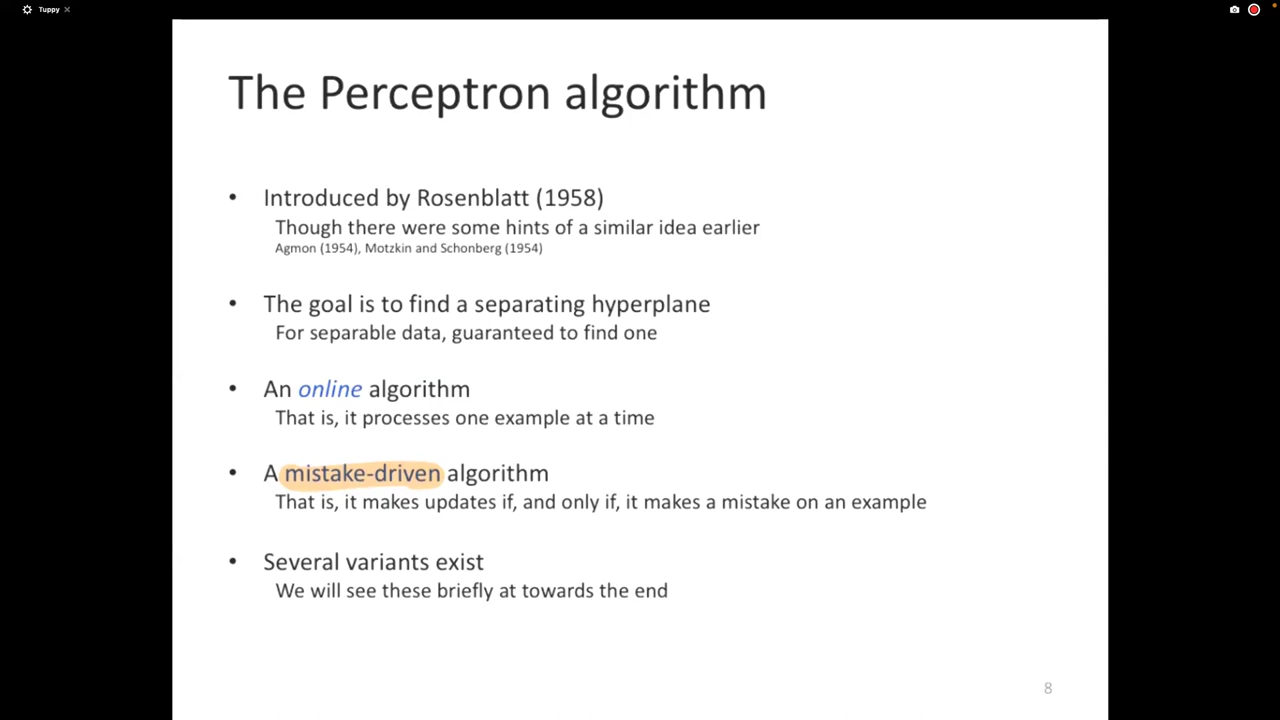 Tuppy
The Perceptron algorithm
• Introduced by Rosenblatt (1958)
Though there were some hints of a similar idea earlier
Agmon (1954), Motzkin and Schonberg (1954)
• The goal is to find a separating hyperplane
For separable data, guaranteed to find one
• An online algorithm
That is, it processes one example at a time
• A mistake-driven algorithm
That is, it makes updates if, and only if, it makes a mistake on an example
• Several variants exist
We will see these briefly at towards the end
8